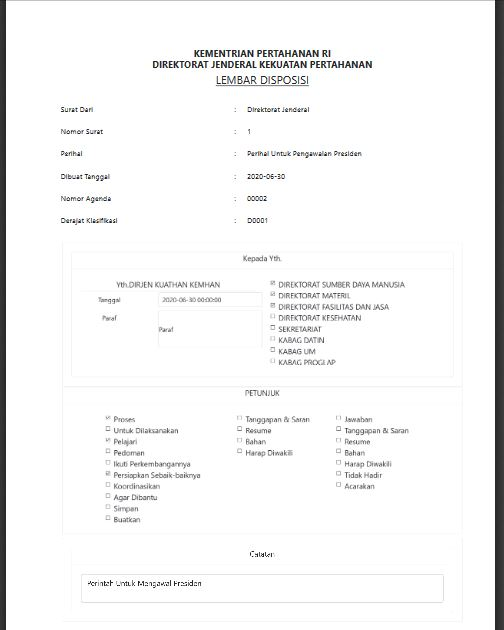 KEMENTRIAN PERTAHANAN RI
DIREKTORAT JENDERAL KEKUATAN PERTAHANAN
LEMBAR DISPOSISI
Surat Dari : Direktorat Jenderal
Nomor Surat : 1
Perihal : Perihal Untuk Pengawalan Presiden
Dibuat Tanggal : 2020-06-30
Nomor Agenda : 00002
Derajat Klasifikasi : D0001
Kepada Yth.
Yth.DIRJEN KUATHAN KEMHAN
Tanggal 2020-06-30 00:00:00
Paraf
Paraf
DIREKTORAT SUMBER DAYA MANUSIA
DIREKTORAT MATERIL
DIREKTORAT FASILITAS DAN JASA
DIREKTORAT KESEHATAN
SEKRETARIAT
KABAG DATIN
KABAG UM
KABAG PROGLAP
PETUNJUK
Proses
Untuk Dilaksanakan
Pelajari
Pedoman
Ikuti Perkembangannya
Persiapkan Sebaik-baiknya
Koordinasikan
Agar Dibantu
Simpan
Buatkan
Tanggapan & Saran
Resume
Bahan
Harap Diwakili
Jawaban
Tanggapan & Saran
Resume
Bahan
Harap Diwakili
Tidak Hadir
Acarakan
Catatan
Perintah Untuk Mengawal Presiden